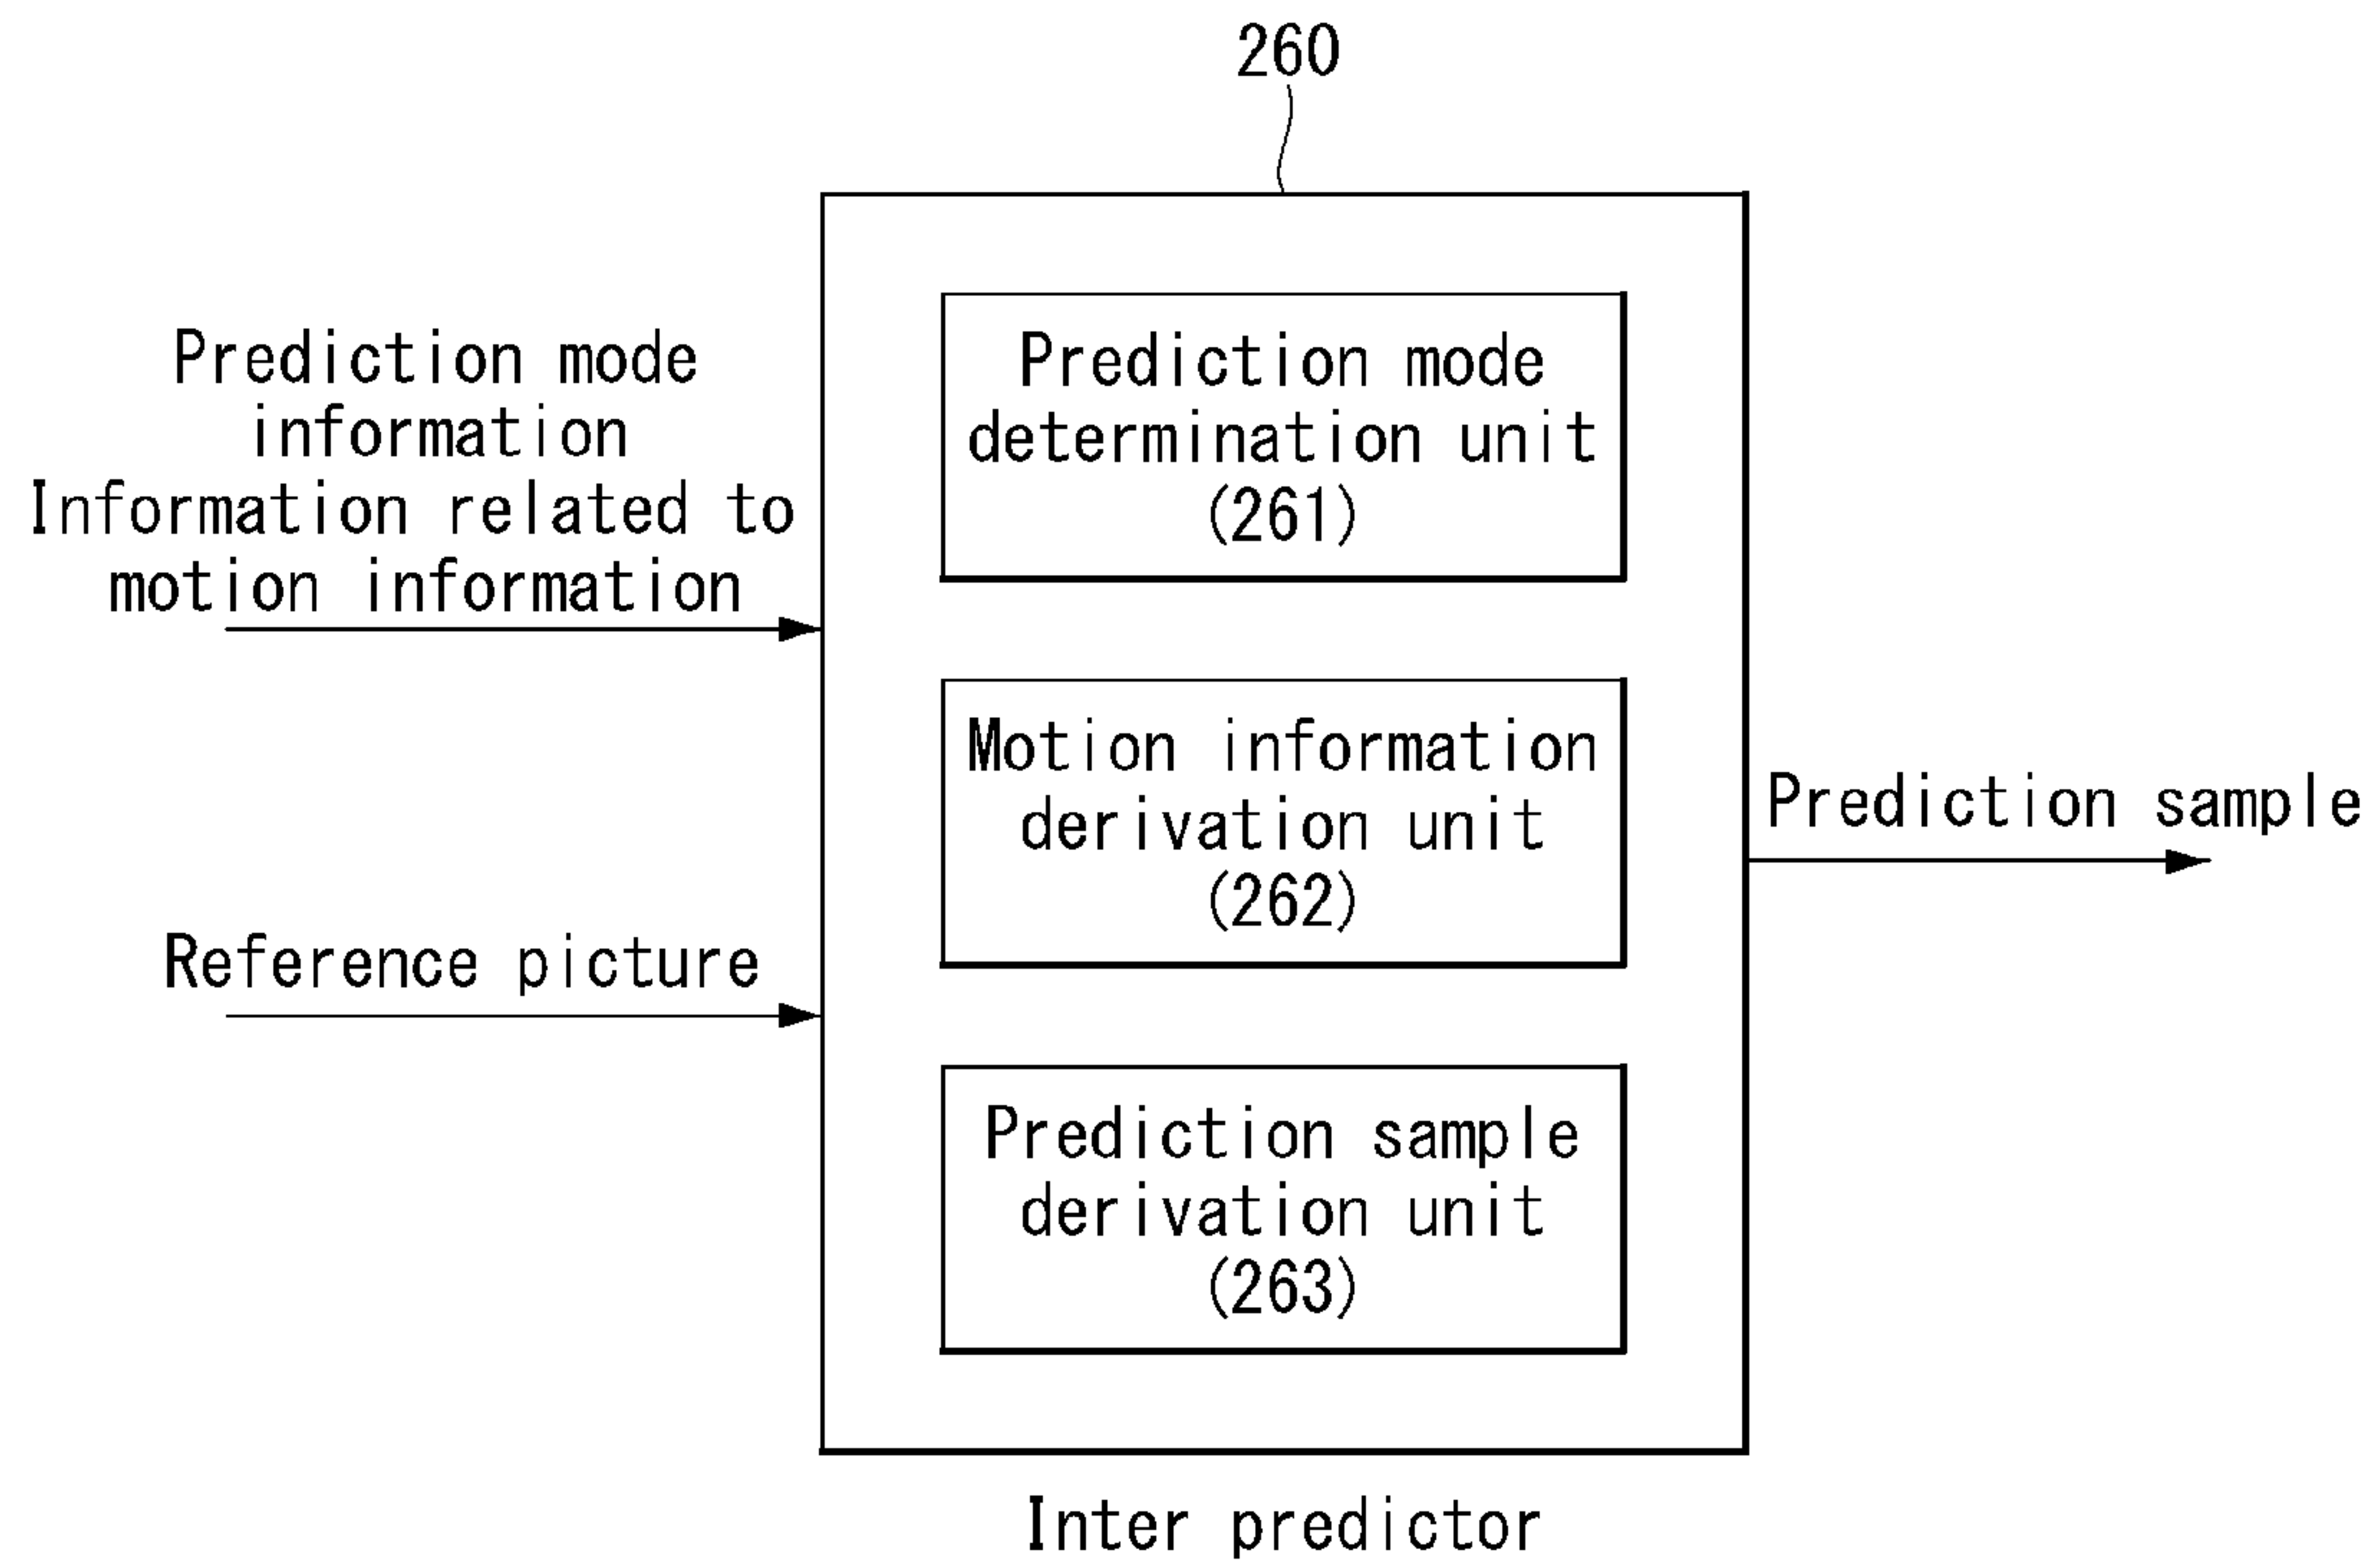 260
Prediction mode
information
Information related to
motion information
Reference picture
Prediction mode
determination unit
(261)
Motion information
derivation unit
(262)
Prediction sample
derivation unit
(263)
Prediction sample
Inter predictor